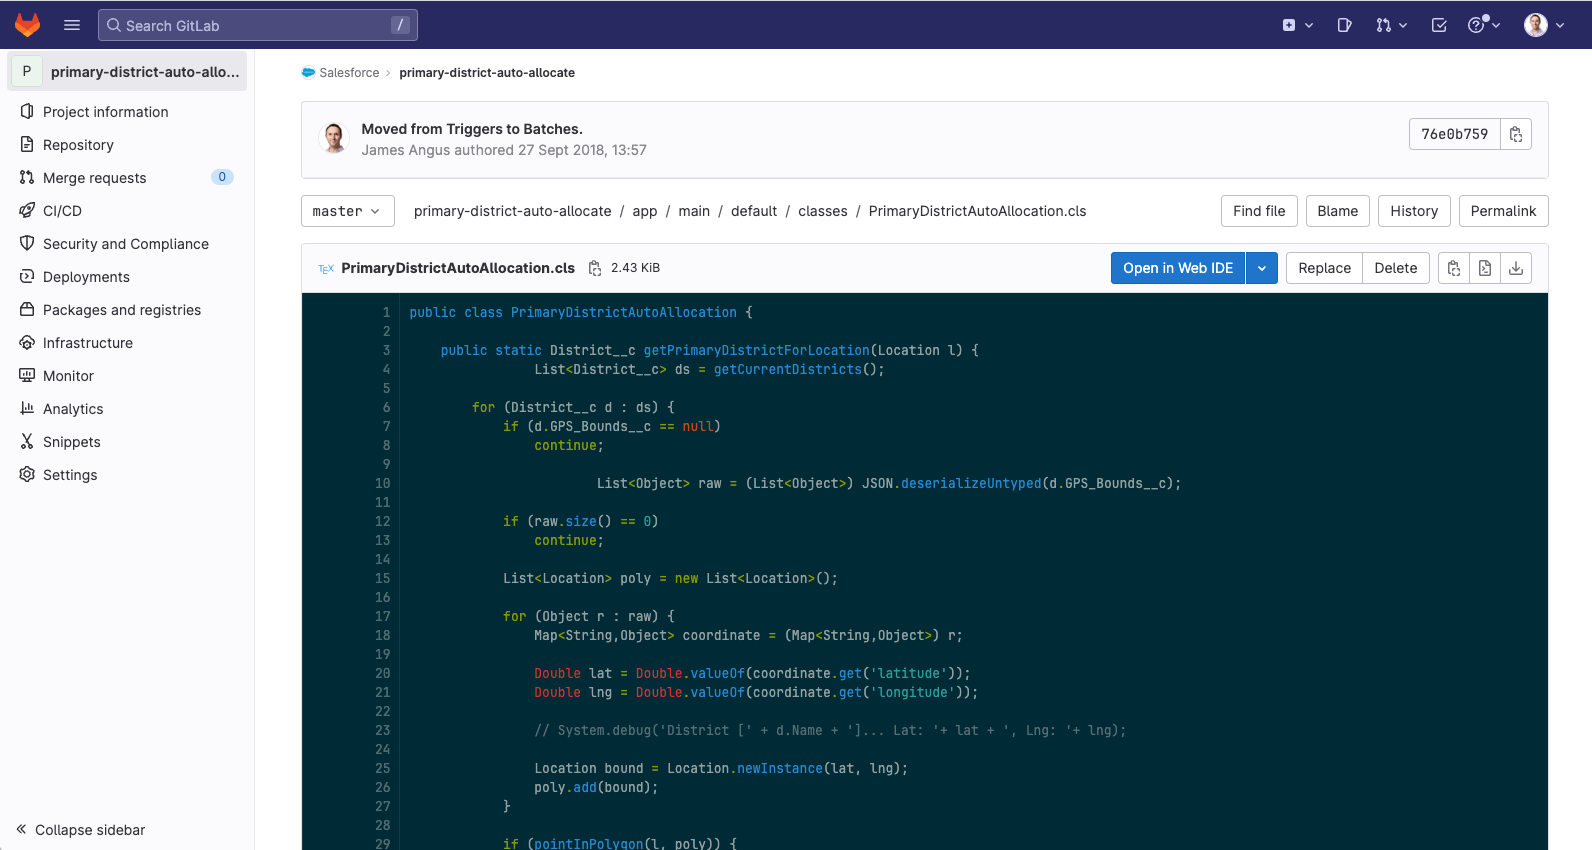 Search GitLab
/
P primary-district-auto-allo...
Project information
Repository
Merge requests 0
CI/CD
Security and Compliance
Deployments
Packages and registries
Infrastructure
Monitor
Analytics
Snippets
Settings
Collapse sidebar
Salesforce › primary-district-auto-allocate
Moved from Triggers to Batches.
James Angus authored 27 Sept 2018, 13:57
76e0b759
master
primary-district-auto-allocate / app / main / default / classes / PrimaryDistrictAutoAllocation.cls
Find file
Blame
History
Permalink
TEX PrimaryDistrictAutoAllocation.cls 2.43 KiB
Open in Web IDE
Replace
Delete
1 public class PrimaryDistrictAutoAllocation {
2
3     public static District__c getPrimaryDistrictForLocation(Location l) {
4                 List<District__c> ds = getCurrentDistricts();
5
6         for (District__c d : ds) {
7             if (d.GPS_Bounds__c == null)
8                 continue;
9
10                         List<Object> raw = (List<Object>) JSON.deserializeUntyped(d.GPS_Bounds__c);
11
12             if (raw.size() == 0)
13                 continue;
14
15             List<Location> poly = new List<Location>();
16
17             for (Object r : raw) {
18                 Map<String,Object> coordinate = (Map<String,Object>) r;
19
20                 Double lat = Double.valueOf(coordinate.get('latitude'));
21                 Double lng = Double.valueOf(coordinate.get('longitude'));
22
23                 // System.debug('District [' + d.Name + ']... Lat: '+ lat + ', Lng: '+ lng);
24
25                 Location bound = Location.newInstance(lat, lng);
26                 poly.add(bound);
27             }
28
29             if (pointInPolygon(l, poly)) {